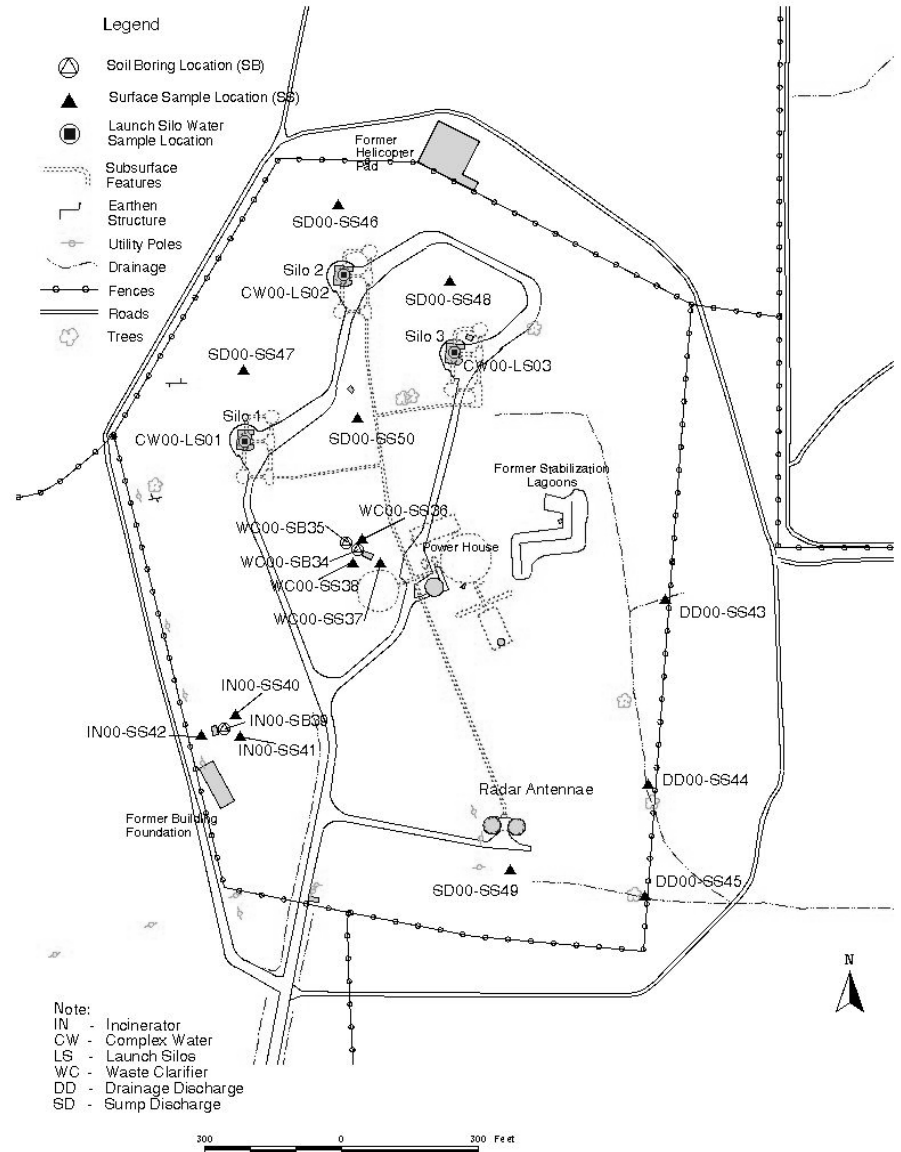 Legend
Soil Boring Location (SB)
Surface Sample Location (SS)
Launch Silo Water
Sample Location
Subsurface
Features
Earthen
Structure
Utility Poles
Drainage
Fences
Roads
Trees
Former
Helicopter
Pad
SD00-SS46
Silo 2
CW00-LS02
SD00-SS48
Silo 3
CW00-LS03
SD00-SS47
Silo 1
CW00-LS01
SD00-SS50
Former Stabilization
Lagoons
WC00-SS36
WC00-SB35
Power House
WC00-SB34
WC00-SS38
WC00-SS37
DD00-SS43
IN00-SS40
IN00-SB39
IN00-SS42
IN00-SS41
DD00-SS44
Radar Antennae
Former Building
Foundation
SD00-SS49
DD00-SS45
N
Note:
IN - Incinerator
CW - Complex Water
LS - Launch Silos
WC - Waste Clarifier
DD - Drainage Discharge
SD - Sump Discharge
300 0 300 Feet